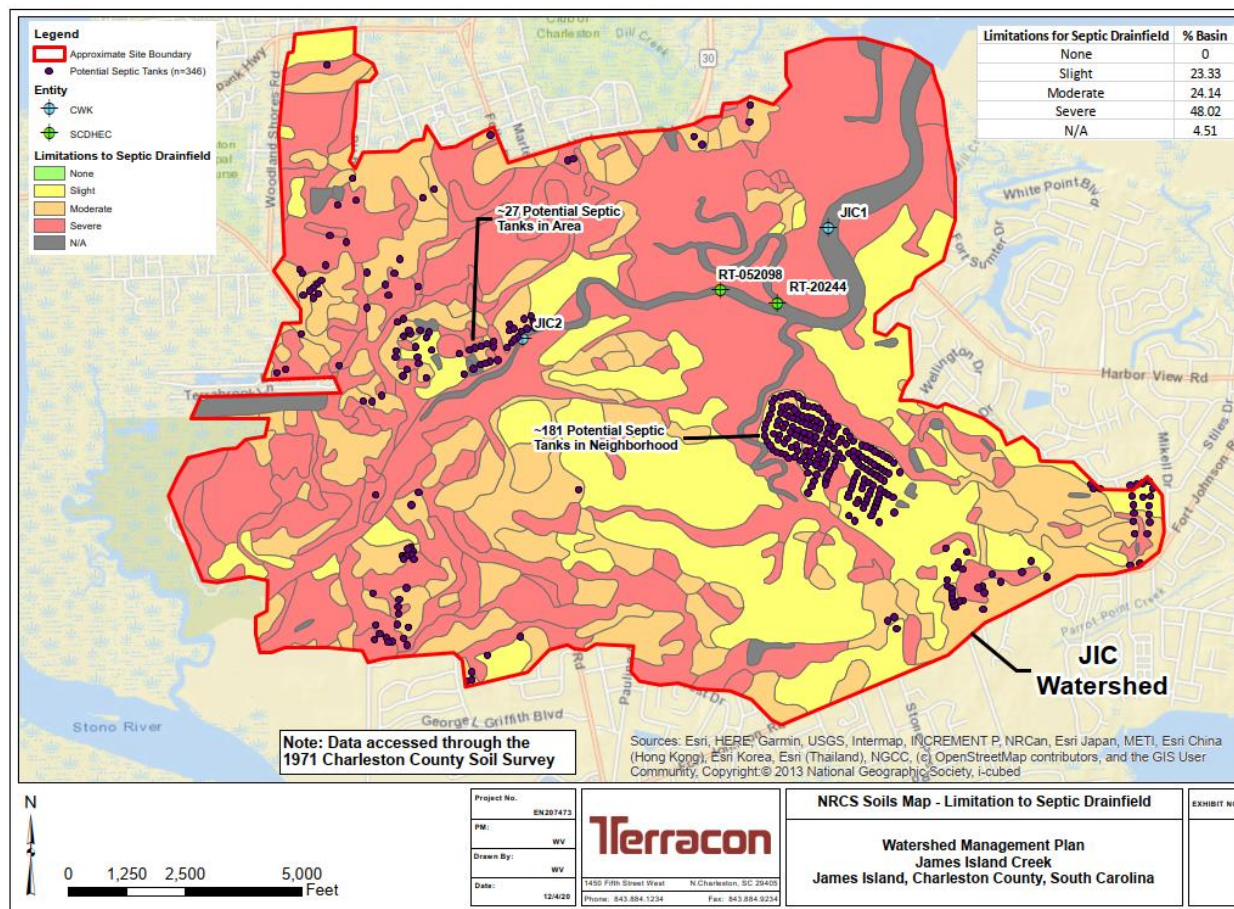 Legend
Approximate Site Boundary
Potential Septic Tanks (n=346)
Entity
CWK
SCDHEC
Limitations to Septic Drainfield
None
Slight
Moderate
Severe
N/A
Limitations for Septic Drainfield % Basin
None 0
Slight 23.33
Moderate 24.14
Severe 48.02
N/A 4.51
Club of
Charleston
Dill Creek
30
Dank Hwy
Woodland Shores Rd
White Point Blvd
Fort Sumter Dr
JIC1
~27 Potential Septic
Tanks in Area
RT-052098
RT-20244
JIC2
Wellington Dr
Harbor View Rd
Terrabrook Ln
~181 Potential Septic
Tanks in Neighborhood
Mikell Dr
Stiles Dr
Fort Johnson R
Parrot Point Creek
JIC
Watershed
Stono River
George L Griffith Blvd
Rd
Note: Data accessed through the
1971 Charleston County Soil Survey
Sources: Esri, HERE, Garmin, USGS, Intermap, INCREMENT P, NRCan, Esri Japan, METI, Esri China
(Hong Kong), Esri Korea, Esri (Thailand), NGCC, (c) OpenStreetMap contributors, and the GIS User
Community, Copyright:© 2013 National Geographic Society, i-cubed
N
0 1,250 2,500 5,000
Feet
Project No.
EN207473
PM:
WV
Drawn By:
WV
Date:
12/4/20
Terracon
1450 Fifth Street West N.Charleston, SC 29405
Phone: 843.884.1234 Fax: 843.884.9234
NRCS Soils Map - Limitation to Septic Drainfield
Watershed Management Plan
James Island Creek
James Island, Charleston County, South Carolina
EXHIBIT NO